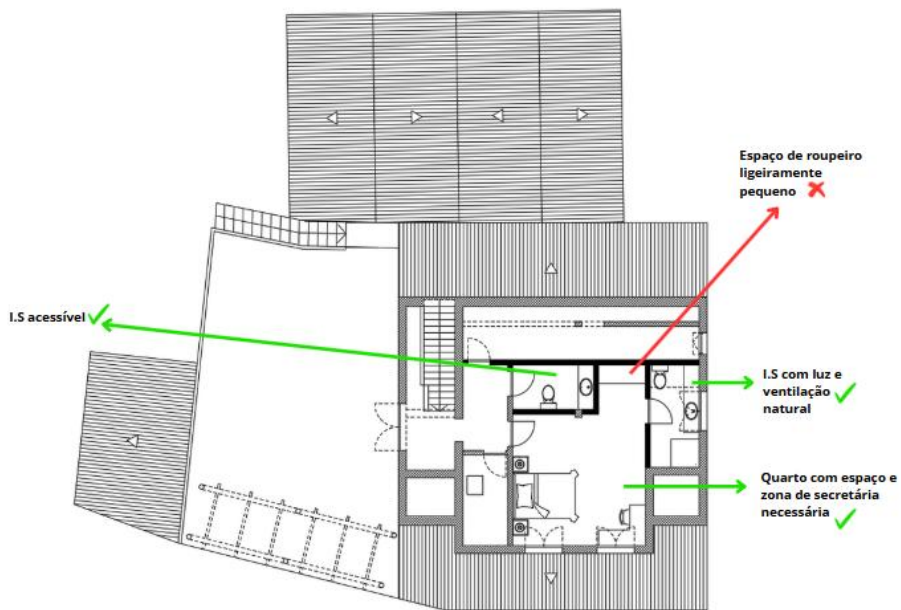 Espaço de roupeiro
ligeiramente
pequeno
I.S acessível
I.S com luz e
ventilação
natural
Quarto com espaço e
zona de secretária
necessária